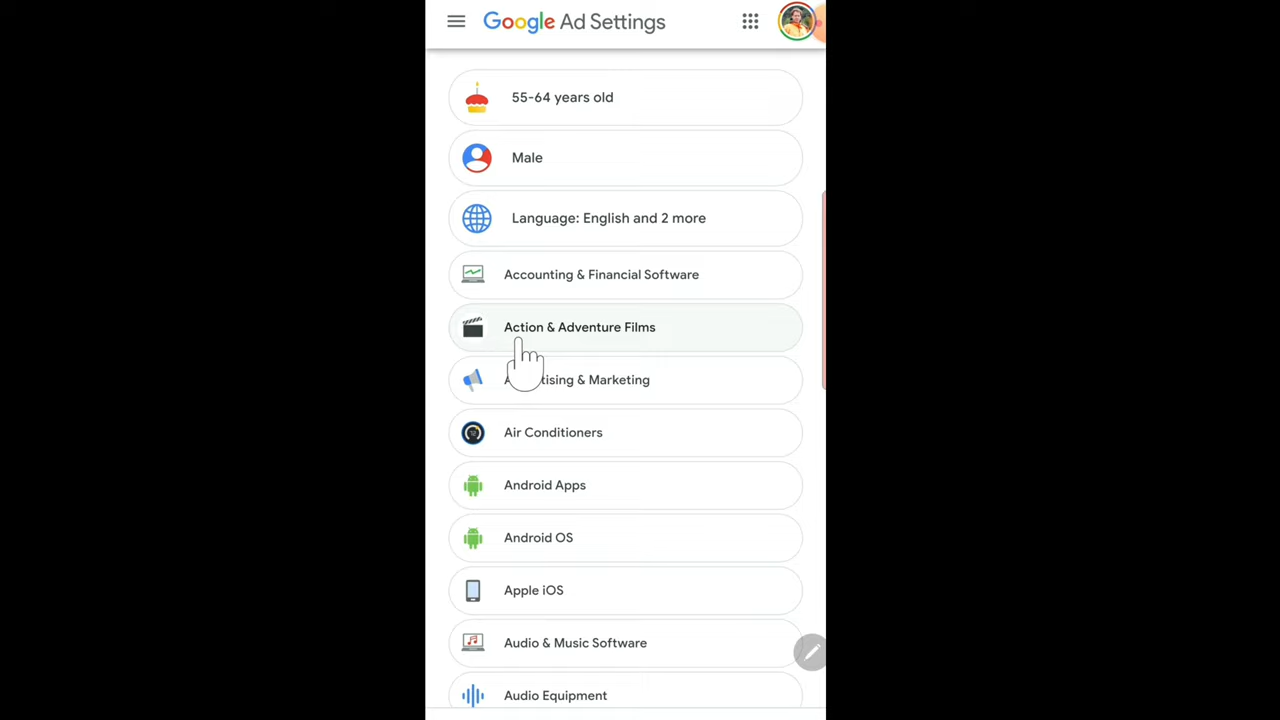 Google Ad Settings
55-64 years old
Male
Language: English and 2 more
Accounting & Financial Software
Action & Adventure Films
tising & Marketing
Air Conditioners
Android Apps
Android OS
Apple iOS
Audio & Music Software
Audio Equipment